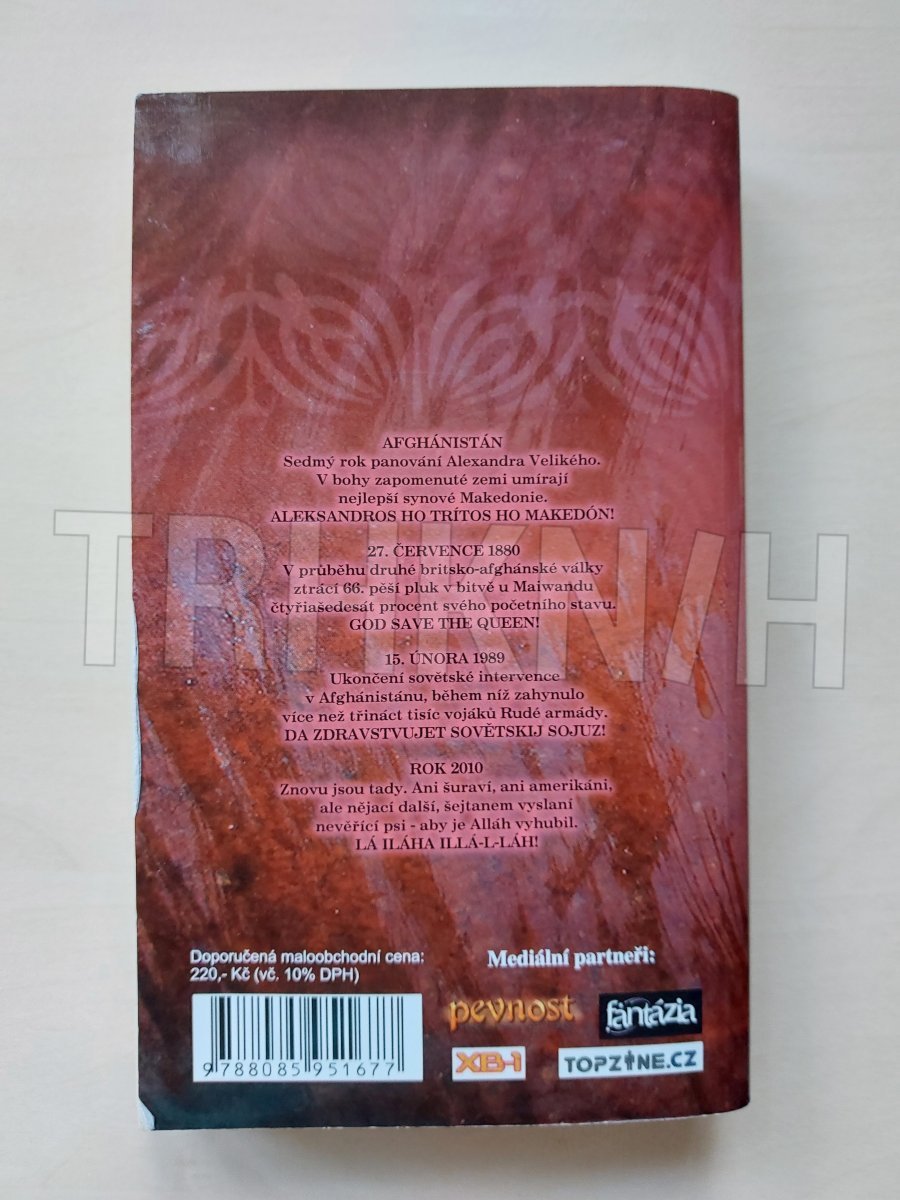 AFGHÁNISTÁN
Sedmý rok panování Alexandra Velikého.
V bohy zapomenuté zemi umírají
nejlepší synové Makedonie.
ALEKSANDROS HO TRÍTOS HO MAKEDÓN!
27. ČERVENCE 1880
V průběhu druhé britsko-afghánské války
ztrácí 66. pěší pluk v bitvě u Maiwandu
čtyřiašedesát procent svého početního stavu.
GOD SAVE THE QUEEN!
15. ÚNORA 1989
Ukončení sovětské intervence
v Afghánistánu, během níž zahynulo
více než třináct tisíc vojáků Rudé armády.
DA ZDRAVSTVUJET SOVĚTSKIJ SOJUZ!
ROK 2010
Znovu jsou tady. Ani šuraví, ani amerikáni,
ale nějací další, šejtanem vyslaní
nevěřící psi - aby je Alláh vyhubil.
LÁ ILÁHA ILLÁ-L-LÁH!
TRHKNIH
Doporučená maloobchodní cena:
220,- Kč (vč. 10% DPH)
9 788085 951677
Mediální partneři:
pevnost
fantázia
XB-1
TOPZINE.CZ